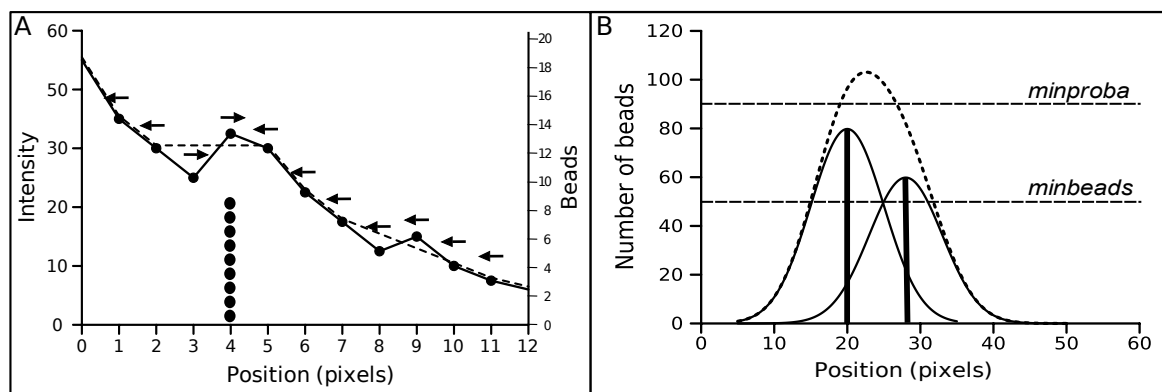 A
Intensity
60
50
40
30
20
10
0
0 1 2 3 4 5 6 7 8 9 10 11 12
Position (pixels)
Beads
20
18
16
14
12
10
8
6
4
2
0
B
Number of beads
120
100
80
60
40
20
0
minproba
minbeads
0 10 20 30 40 50 60
Position (pixels)